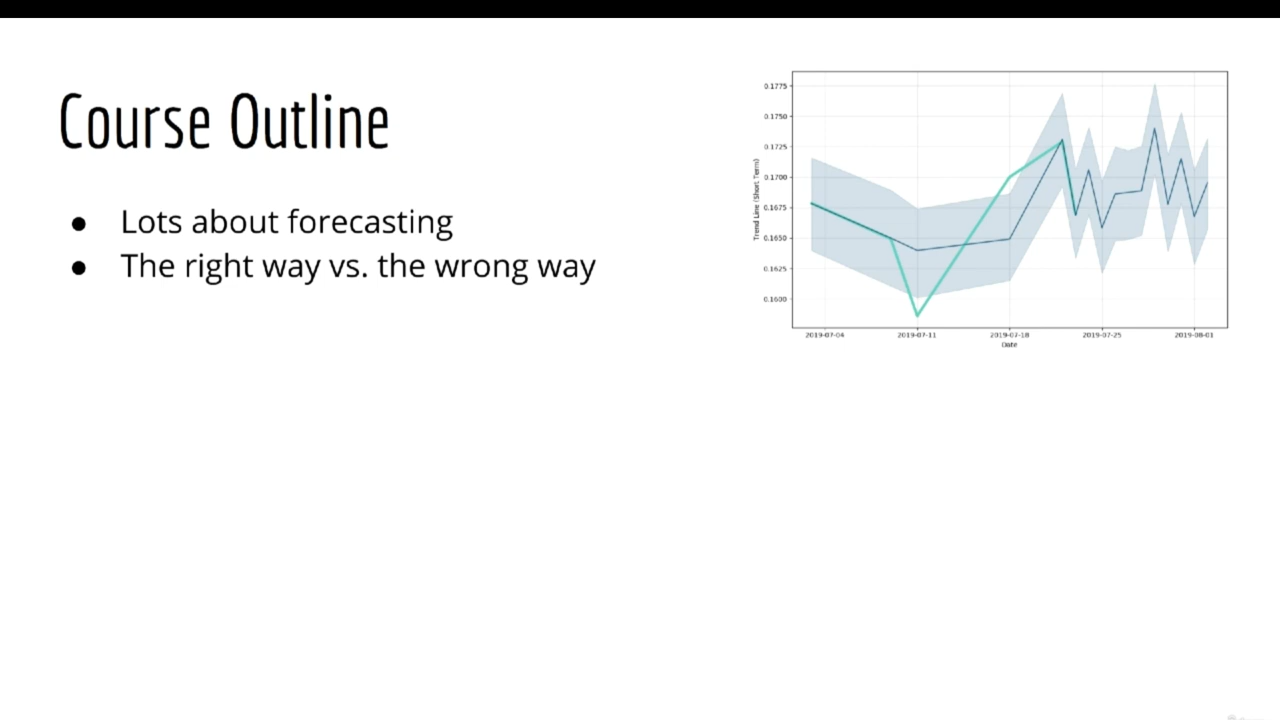 Course Outline
● Lots about forecasting
● The right way vs. the wrong way
0.1775
0.1750
0.1725
0.1700
0.1675
0.1650
0.1625
0.1600
Trend Line (Short Term)
2019-07-04 2019-07-11 2019-07-18 2019-07-25 2019-08-01
Date